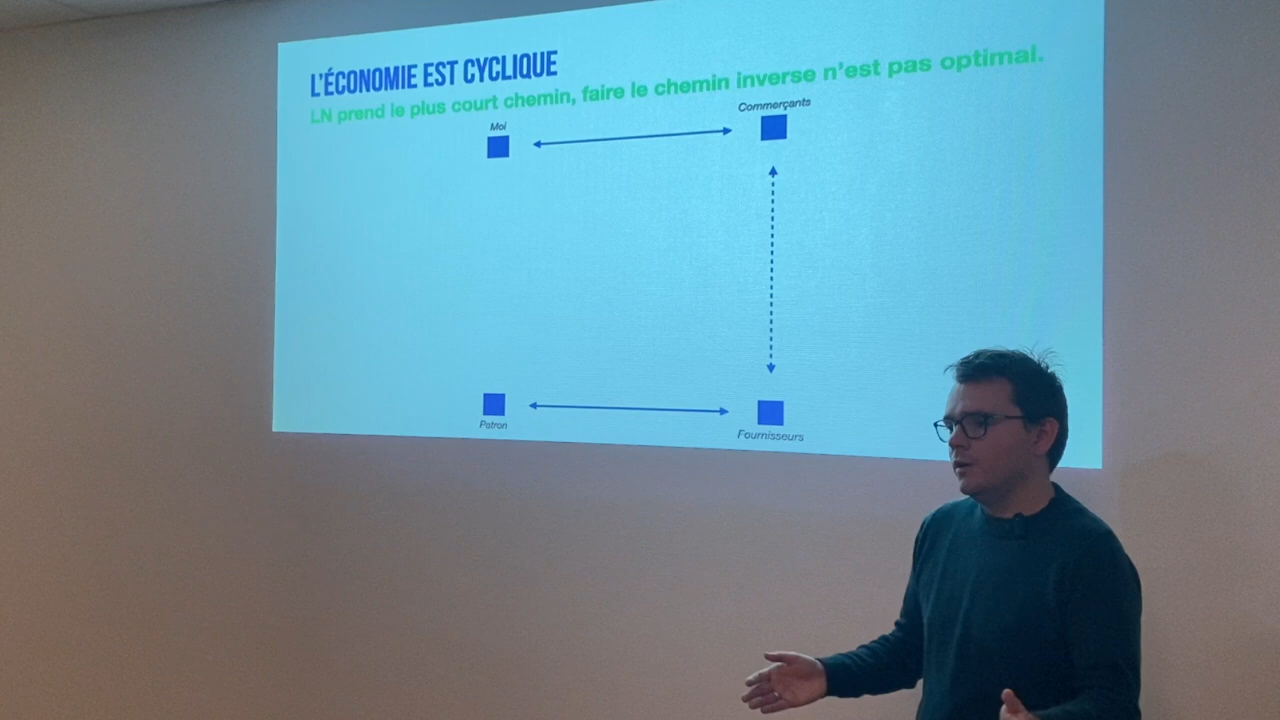 L'ÉCONOMIE EST CYCLIQUE
LN prend le plus court chemin, faire le chemin inverse n'est pas optimal.
Moi
Commerçants
Patron
Fournisseurs